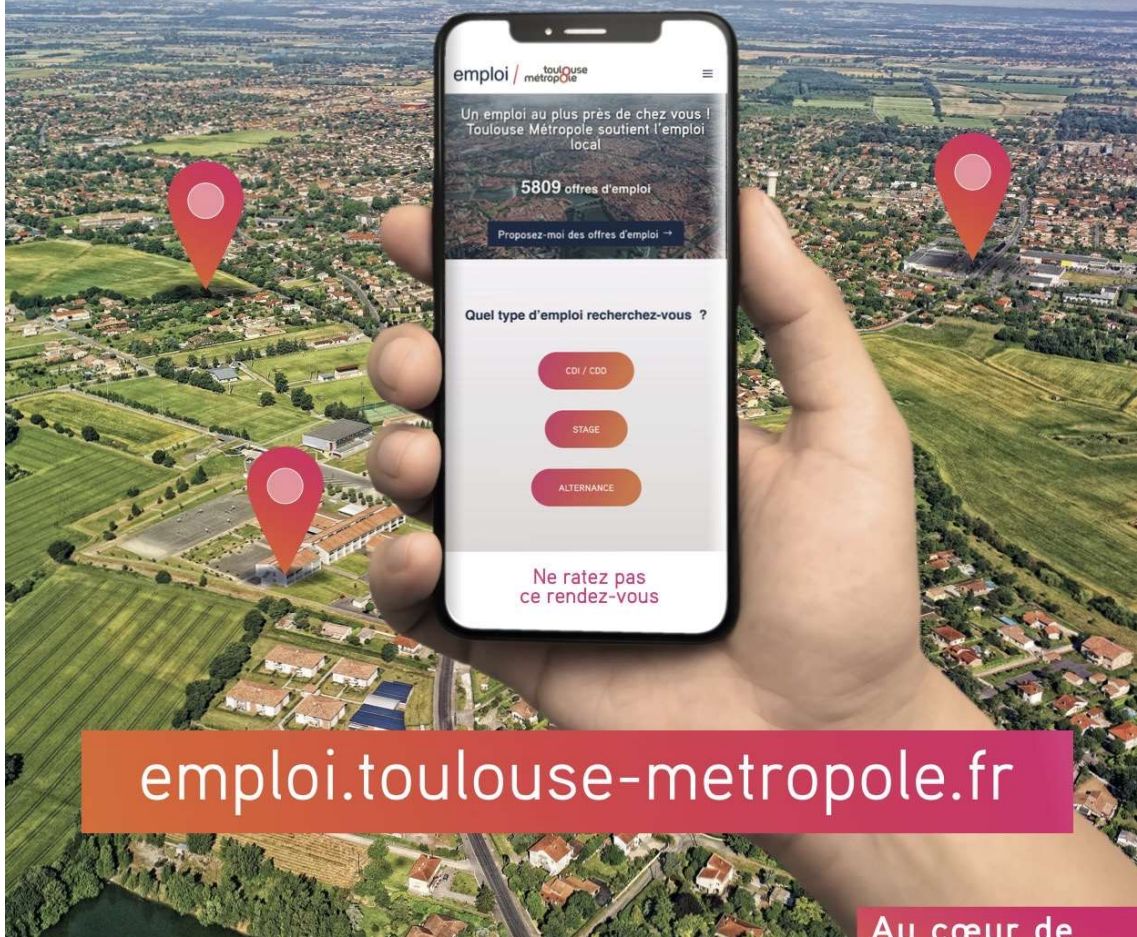 emploi / toulouse métropole
Un emploi au plus près de chez vous !
Toulouse Métropole soutient l'emploi
local
5809 offres d'emploi
Proposez-moi des offres d'emploi →
Quel type d'emploi recherchez-vous ?
CDI / CDD
STAGE
ALTERNANCE
Ne ratez pas
ce rendez-vous
emploi.toulouse-metropole.fr
Au cœur de